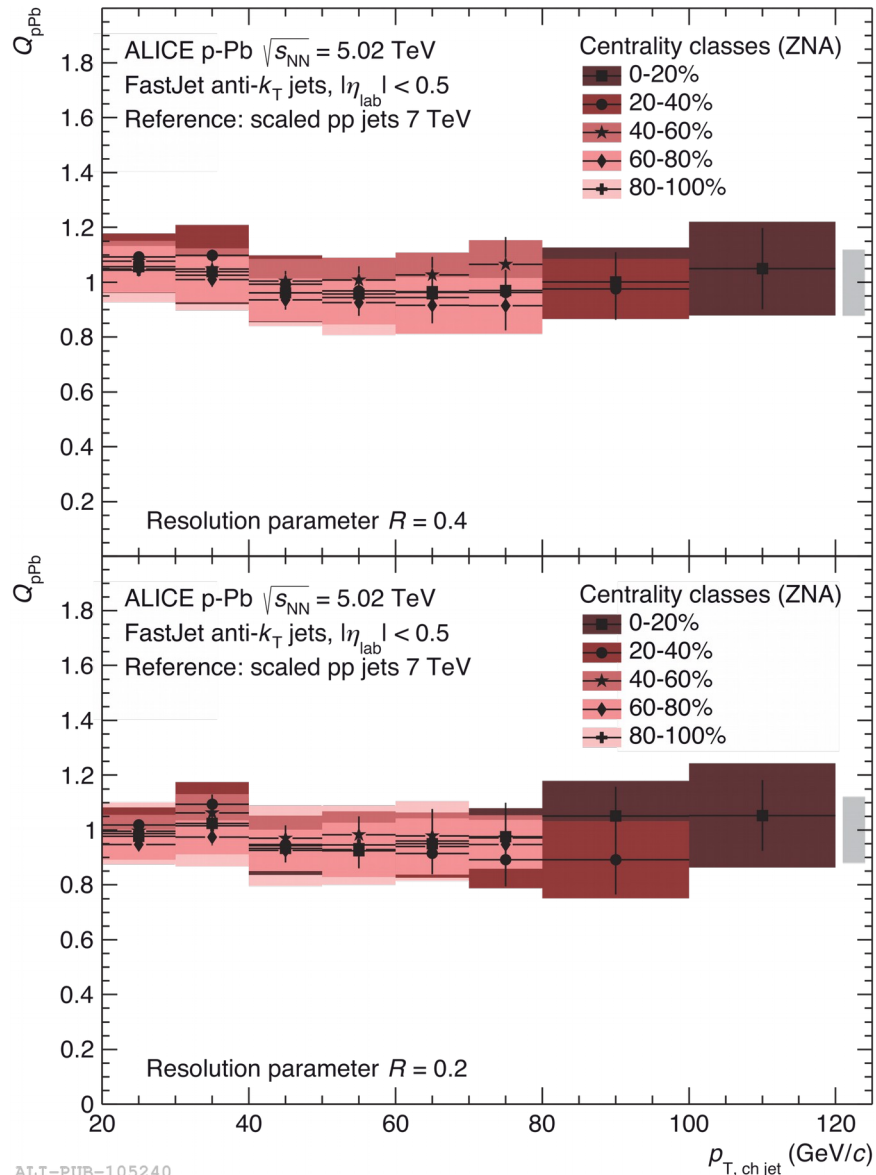 Q_pPb
ALICE p-Pb √s_NN = 5.02 TeV
FastJet anti-k_T jets, |η_lab| < 0.5
Reference: scaled pp jets 7 TeV
Centrality classes (ZNA)
0-20%
20-40%
40-60%
60-80%
80-100%
1.8
1.6
1.4
1.2
1
0.8
0.6
0.4
0.2
Resolution parameter R = 0.4
Q_pPb
ALICE p-Pb √s_NN = 5.02 TeV
FastJet anti-k_T jets, |η_lab| < 0.5
Reference: scaled pp jets 7 TeV
Centrality classes (ZNA)
0-20%
20-40%
40-60%
60-80%
80-100%
1.8
1.6
1.4
1.2
1
0.8
0.6
0.4
0.2
0
Resolution parameter R = 0.2
20 40 60 80 100 120
p_T, ch jet (GeV/c)
ALI-PUB-105240